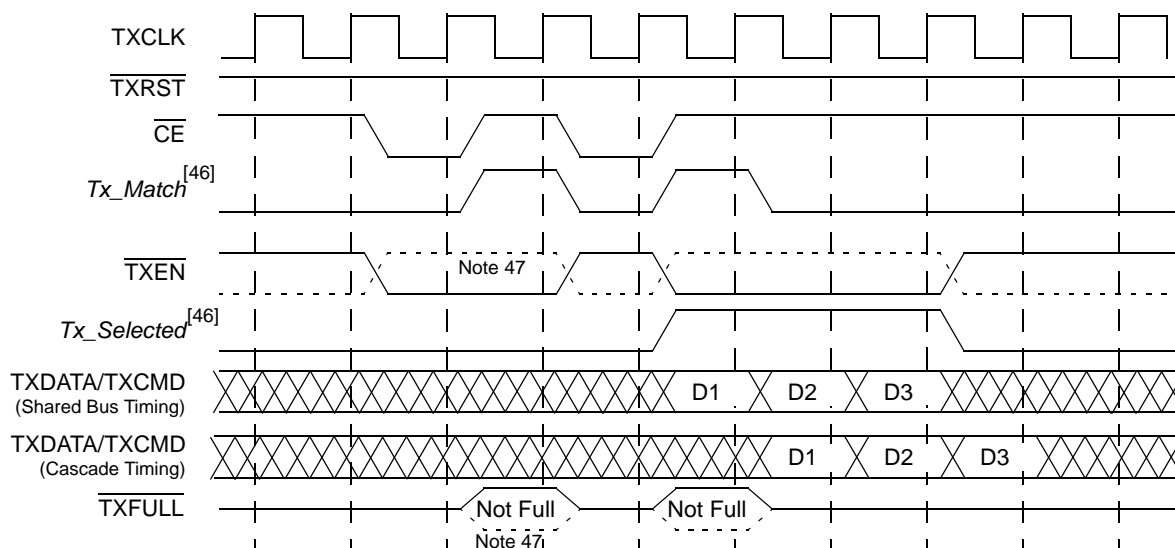 TXCLK
TXRST
CE
Tx_Match[46]
TXEN
Note 47
Tx_Selected[46]
TXDATA/TXCMD
(Shared Bus Timing)
D1 D2 D3
TXDATA/TXCMD
(Cascade Timing)
D1 D2 D3
TXFULL
Not Full Not Full
Note 47